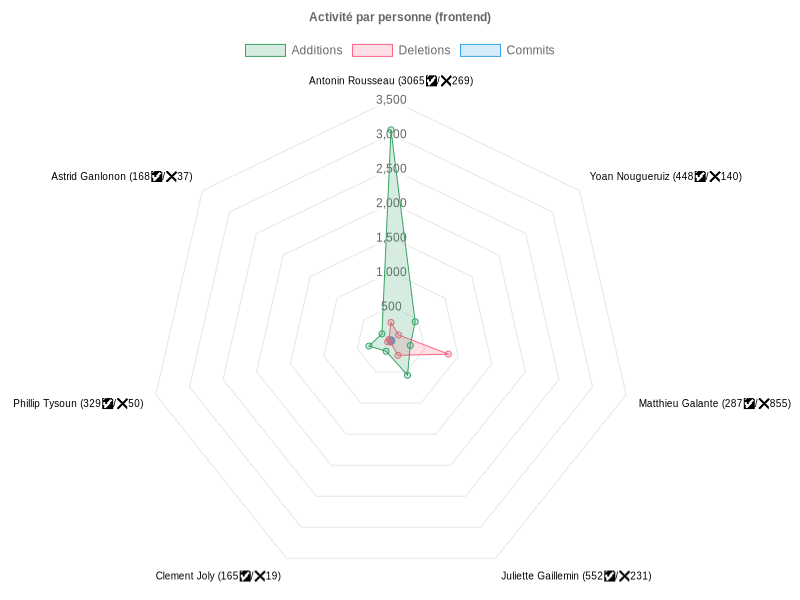 Activité par personne (frontend)
Additions Deletions Commits
Antonin Rousseau (3065✅/❌269)
3,500
Astrid Ganlonon (168✅/❌37)
Yoan Nougueruiz (448✅/❌140)
3,000
2,500
2,000
1,500
1,000
500
Phillip Tysoun (329✅/❌50)
Matthieu Galante (287✅/❌855)
Clement Joly (165✅/❌19)
Juliette Gaillemin (552✅/❌231)